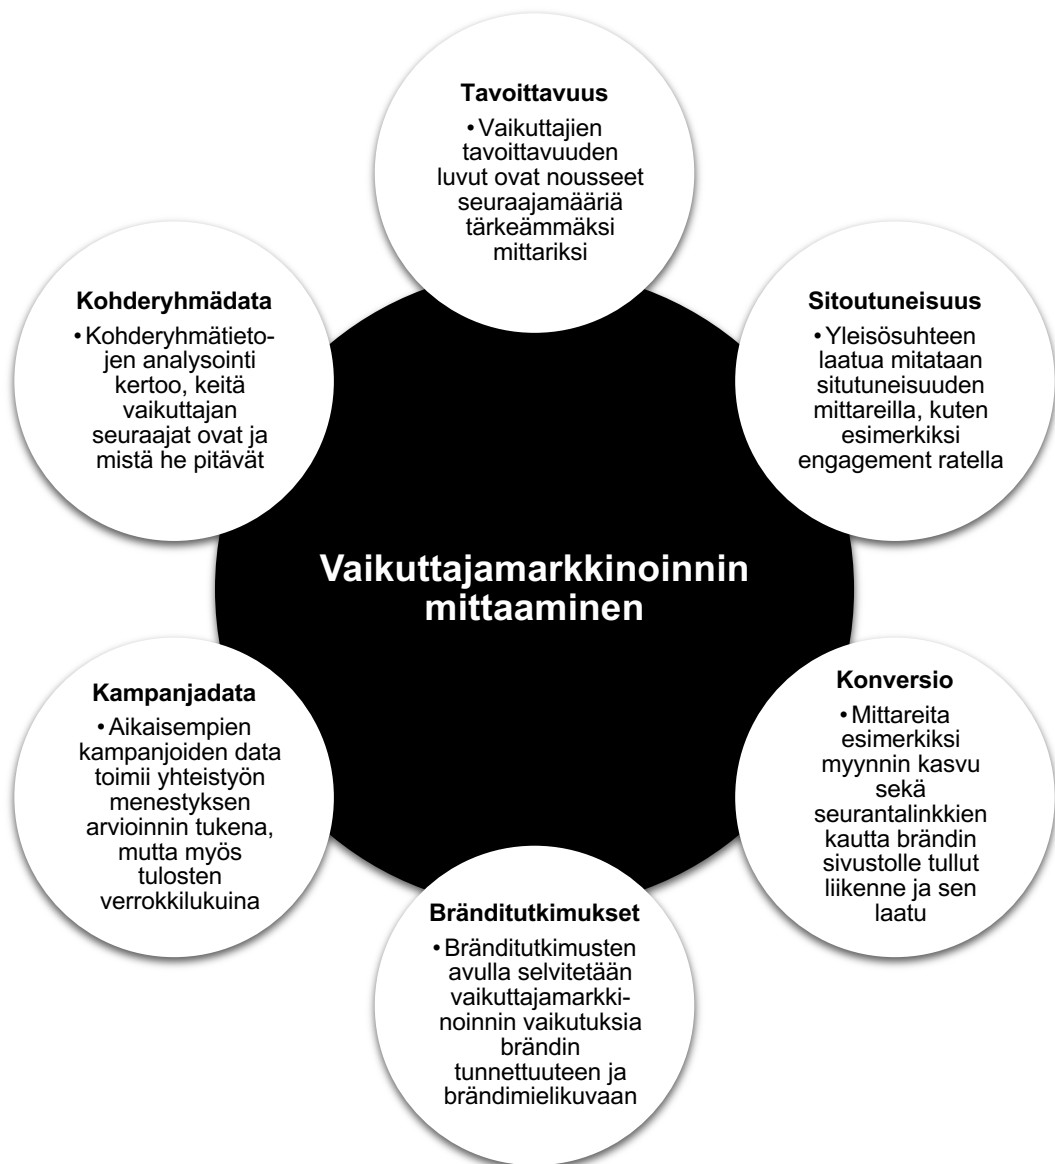 Tavoittavuus
• Vaikuttajien
tavoittavuuden
luvut ovat nousseet
seuraajamääriä
tärkeämmäksi
mittariksi
Sitoutuneisuus
• Yleisösuhteen
laatua mitataan
situtuneisuuden
mittareilla, kuten
esimerkiksi
engagement ratella
Konversio
• Mittareita
esimerkiksi
myynnin kasvu
sekä
seurantalinkkien
kautta brändin
sivustolle tullut
liikenne ja sen
laatu
Bränditutkimukset
• Bränditutkimusten
avulla selvitetään
vaikuttajamarkki-
noinnin vaikutuksia
brändin
tunnettuuteen ja
brändimielikuvaan
Kampanjadata
• Aikaisempien
kampanjoiden data
toimii yhteistyön
menestyksen
arvioinnin tukena,
mutta myös
tulosten
verrokkilukuina
Kohderyhmädata
• Kohderyhmätieto-
jen analysointi
kertoo, keitä
vaikuttajan
seuraajat ovat ja
mistä he pitävät
Vaikuttajamarkkinoinnin
mittaaminen